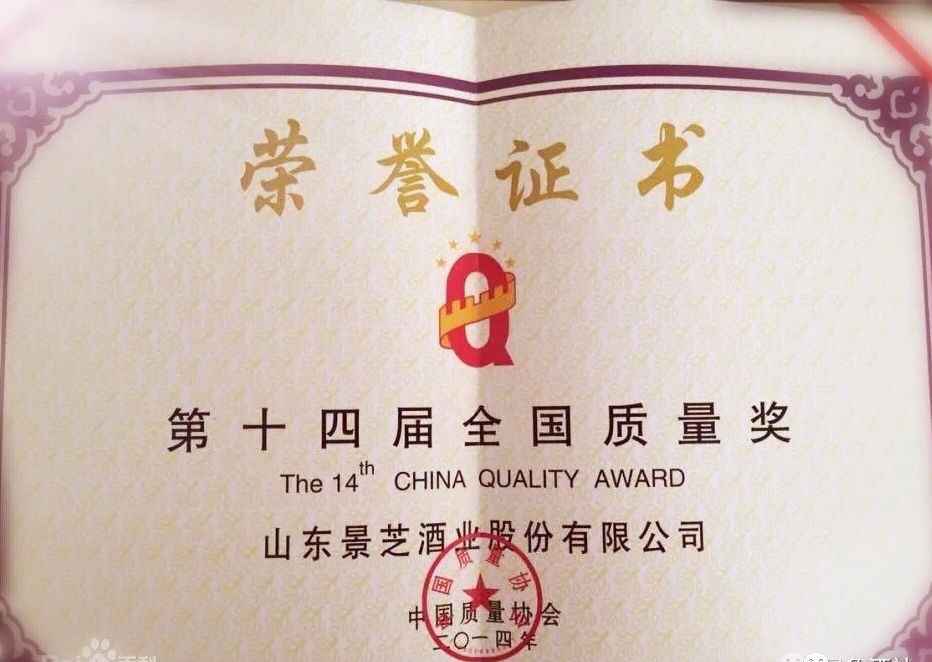 荣誉证书
Q
第十四届全国质量奖
The 14th CHINA QUALITY AWARD
山东景芝酒业股份有限公司
中国质量协会
二〇一四年